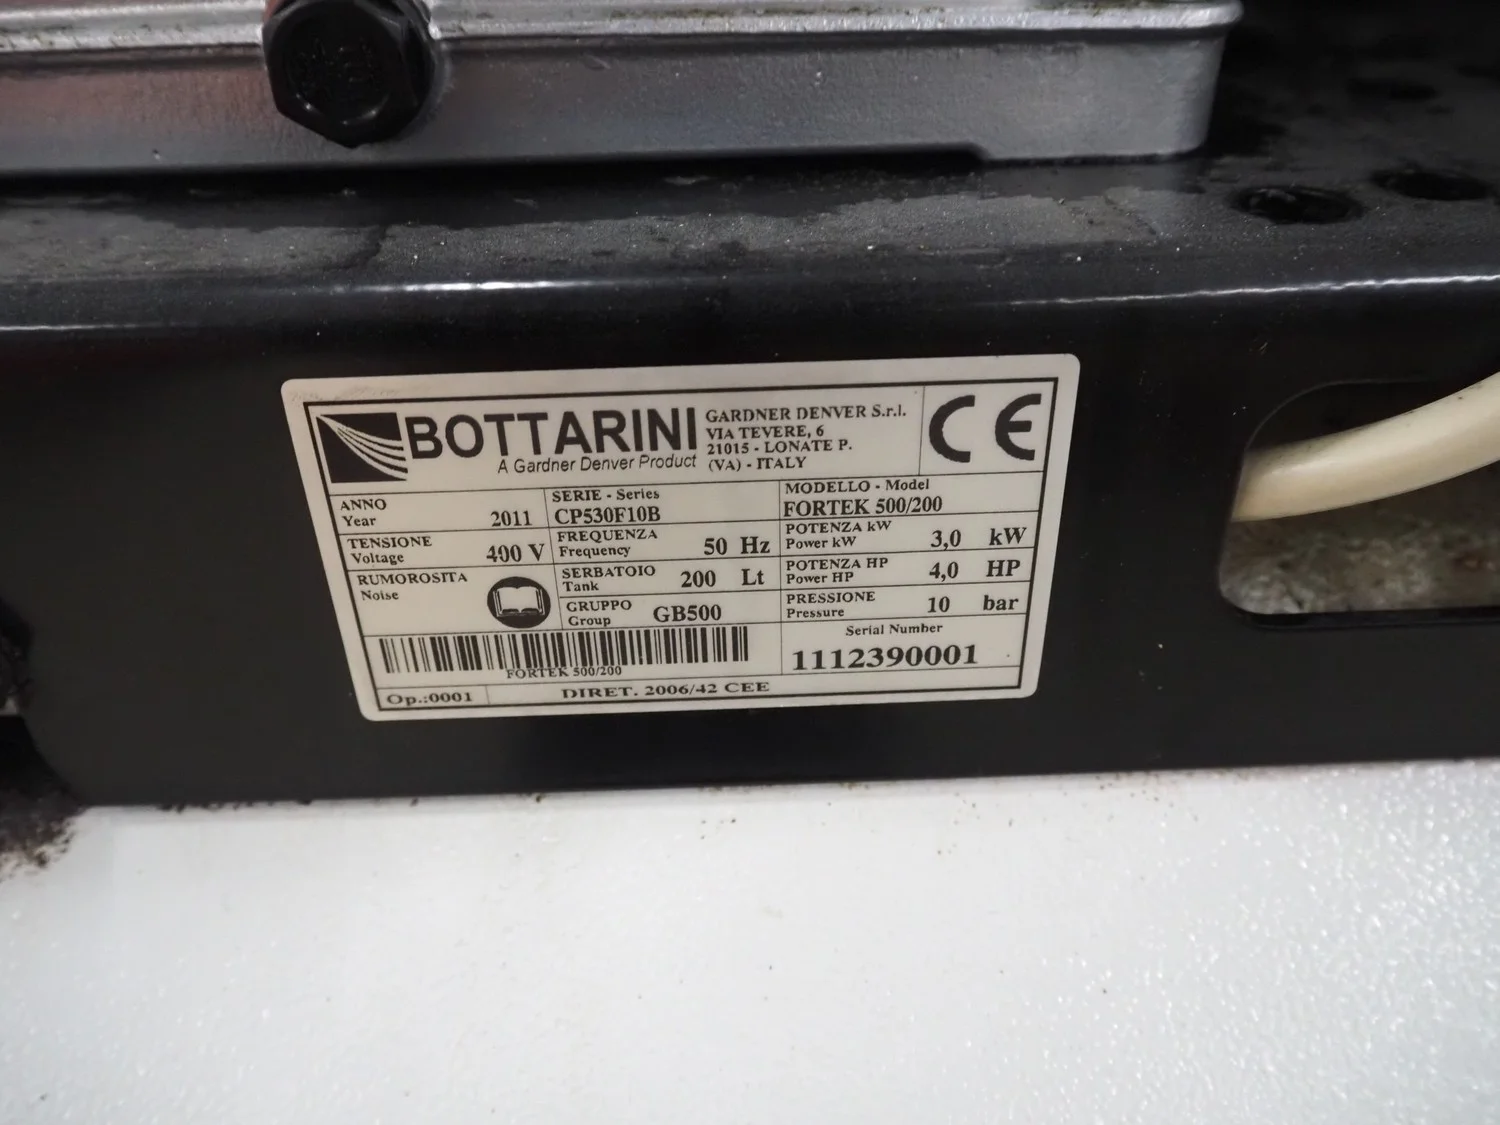 BOTTARINI
A Gardner Denver Product
GARDNER DENVER S.r.l.
VIA TEVERE, 6
21015 - LONATE P.
(VA) - ITALY
CE
ANNO
Year
2011
SERIE - Series
CP530F10B
MODELLO - Model
FORTEK 500/200
TENSIONE
Voltage
400 V
FREQUENZA
Frequency
50 Hz
POTENZA kW
Power kW
3,0 kW
RUMOROSITA
Noise
SERBATOIO
Tank
200 Lt
POTENZA HP
Power HP
4,0 HP
GRUPPO
Group
GB500
PRESSIONE
Pressure
10 bar
FORTEK 500/200
Serial Number
1112390001
Op.:0001
DIRET. 2006/42 CEE